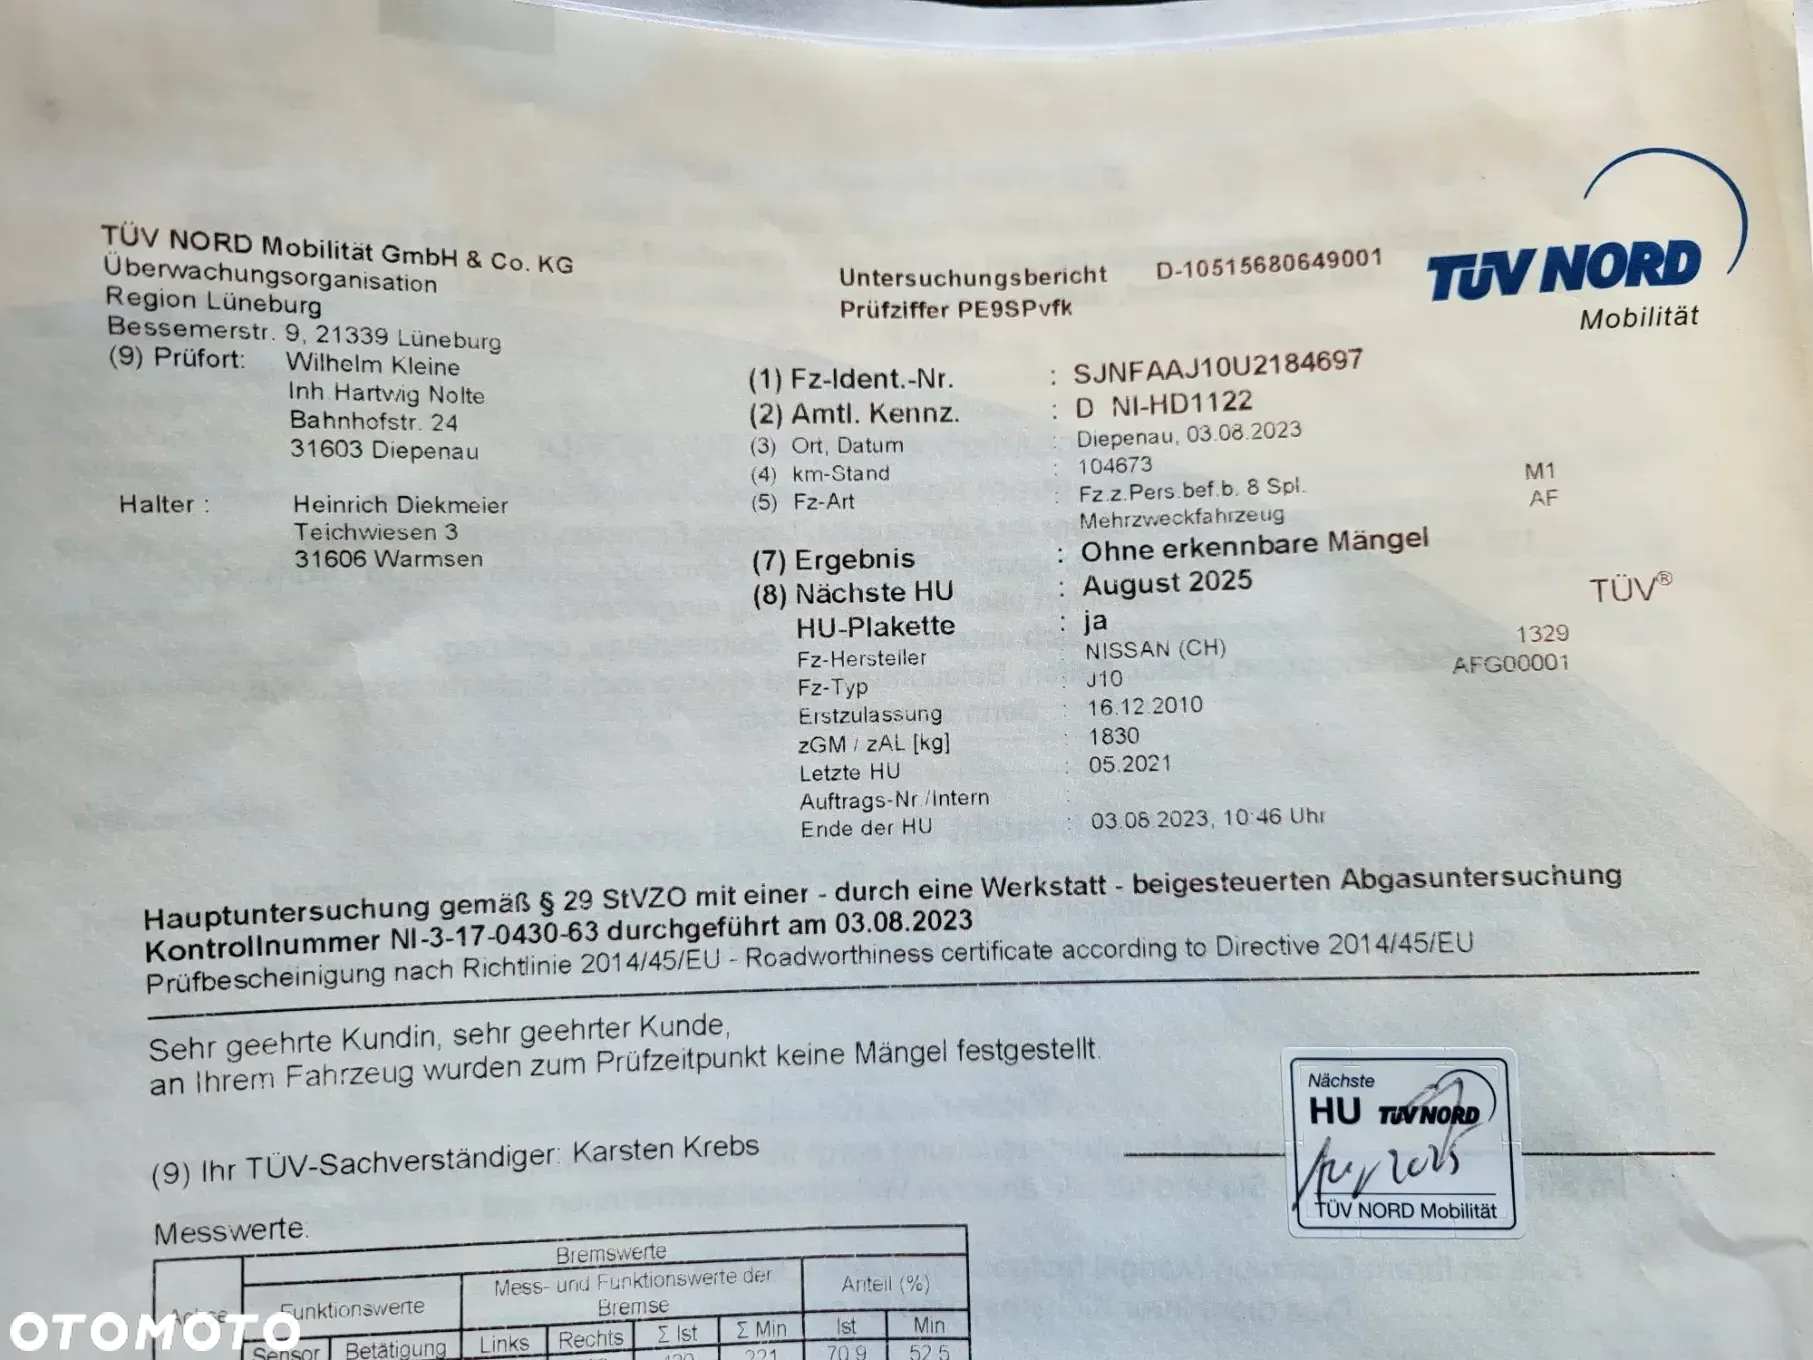 TÜV NORD Mobilität GmbH & Co. KG
Überwachungsorganisation
Region Lüneburg
Bessemerstr. 9, 21339 Lüneburg
(9) Prüfort: Wilhelm Kleine
Inh Hartwig Nolte
Bahnhofstr. 24
31603 Diepenau
Halter : Heinrich Diekmeier
Teichwiesen 3
31606 Warmsen
Untersuchungsbericht D-10515680649001
Prüfziffer PE9SPvfk
TÜV NORD
Mobilität
(1) Fz-Ident.-Nr. : SJNFAAJ10U2184697
(2) Amtl. Kennz. : D NI-HD1122
(3) Ort, Datum : Diepenau, 03.08.2023
(4) km-Stand : 104673
(5) Fz-Art : Fz.z.Pers.bef.b. 8 Spl. M1
Mehrzweckfahrzeug AF
(7) Ergebnis : Ohne erkennbare Mängel
(8) Nächste HU : August 2025
TÜV®
HU-Plakette : ja
Fz-Hersteller : NISSAN (CH) 1329
Fz-Typ : J10 AFG00001
Erstzulassung : 16.12.2010
zGM / zAL [kg] : 1830
Letzte HU : 05.2021
Auftrags-Nr./Intern :
Ende der HU : 03.08.2023, 10:46 Uhr
Hauptuntersuchung gemäß § 29 StVZO mit einer - durch eine Werkstatt - beigesteuerten Abgasuntersuchung
Kontrollnummer NI-3-17-0430-63 durchgeführt am 03.08.2023
Prüfbescheinigung nach Richtlinie 2014/45/EU - Roadworthiness certificate according to Directive 2014/45/EU
Sehr geehrte Kundin, sehr geehrter Kunde,
an Ihrem Fahrzeug wurden zum Prüfzeitpunkt keine Mängel festgestellt.
(9) Ihr TÜV-Sachverständiger: Karsten Krebs
Nächste
HU TÜV NORD
Aug 2025
TÜV NORD Mobilität
Messwerte:
Bremswerte
Achse Funktionswerte Mess- und Funktionswerte der Bremse Anteil (%)
Sensor Betätigung Links Rechts Σ Ist Σ Min Ist Min
221 70.9 52.5
OTOMOTO